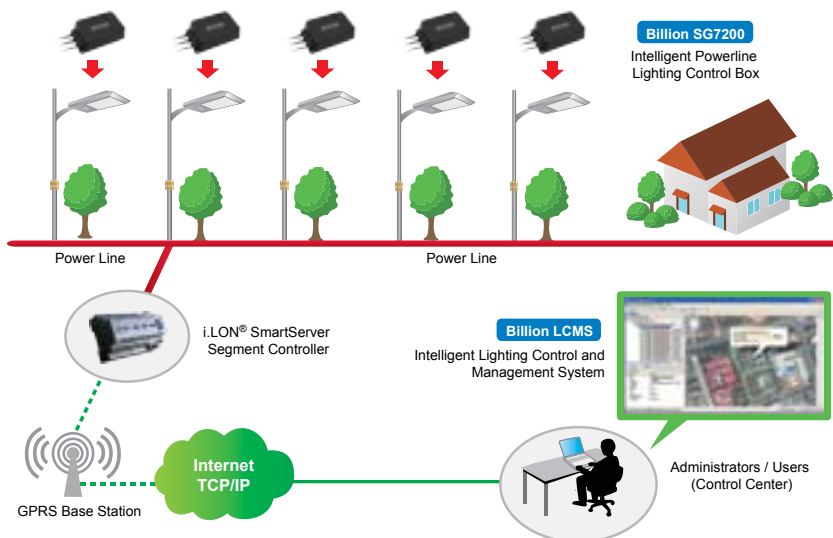 Billion SG7200
Intelligent Powerline
Lighting Control Box
Power Line
Power Line
i.LON® SmartServer
Segment Controller
Billion LCMS
Intelligent Lighting Control and
Management System
Internet
TCP/IP
GPRS Base Station
Administrators / Users
(Control Center)